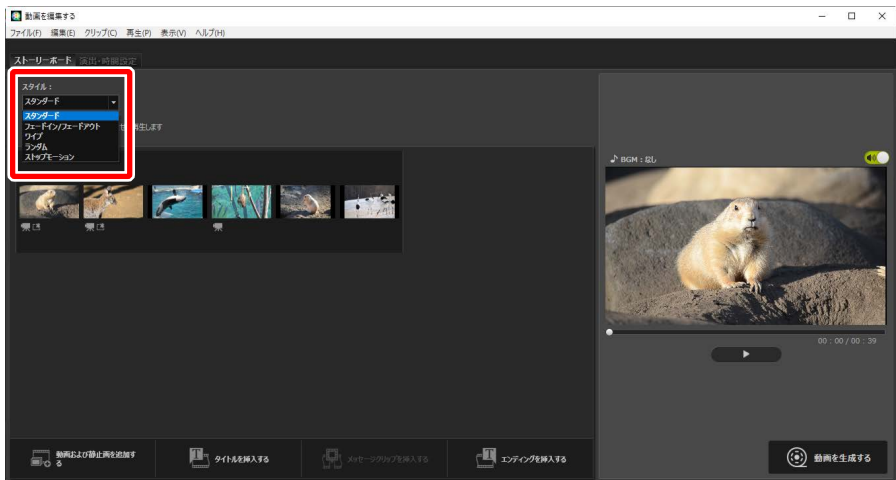 動画を編集する
ファイル(F) 編集(E) クリップ(C) 再生(P) 表示(V) ヘルプ(H)
ストーリーボード 演出・時間設定
スタイル：
スタンダード
スタンダード
フェードイン/フェードアウト
ワイプ
ランダム
ストップモーション
再生します
BGM : なし
00 : 00 / 00 : 39
動画および静止画を追加す
る
タイトルを挿入する
メッセージクリップを挿入する
エンディングを挿入する
動画を生成する